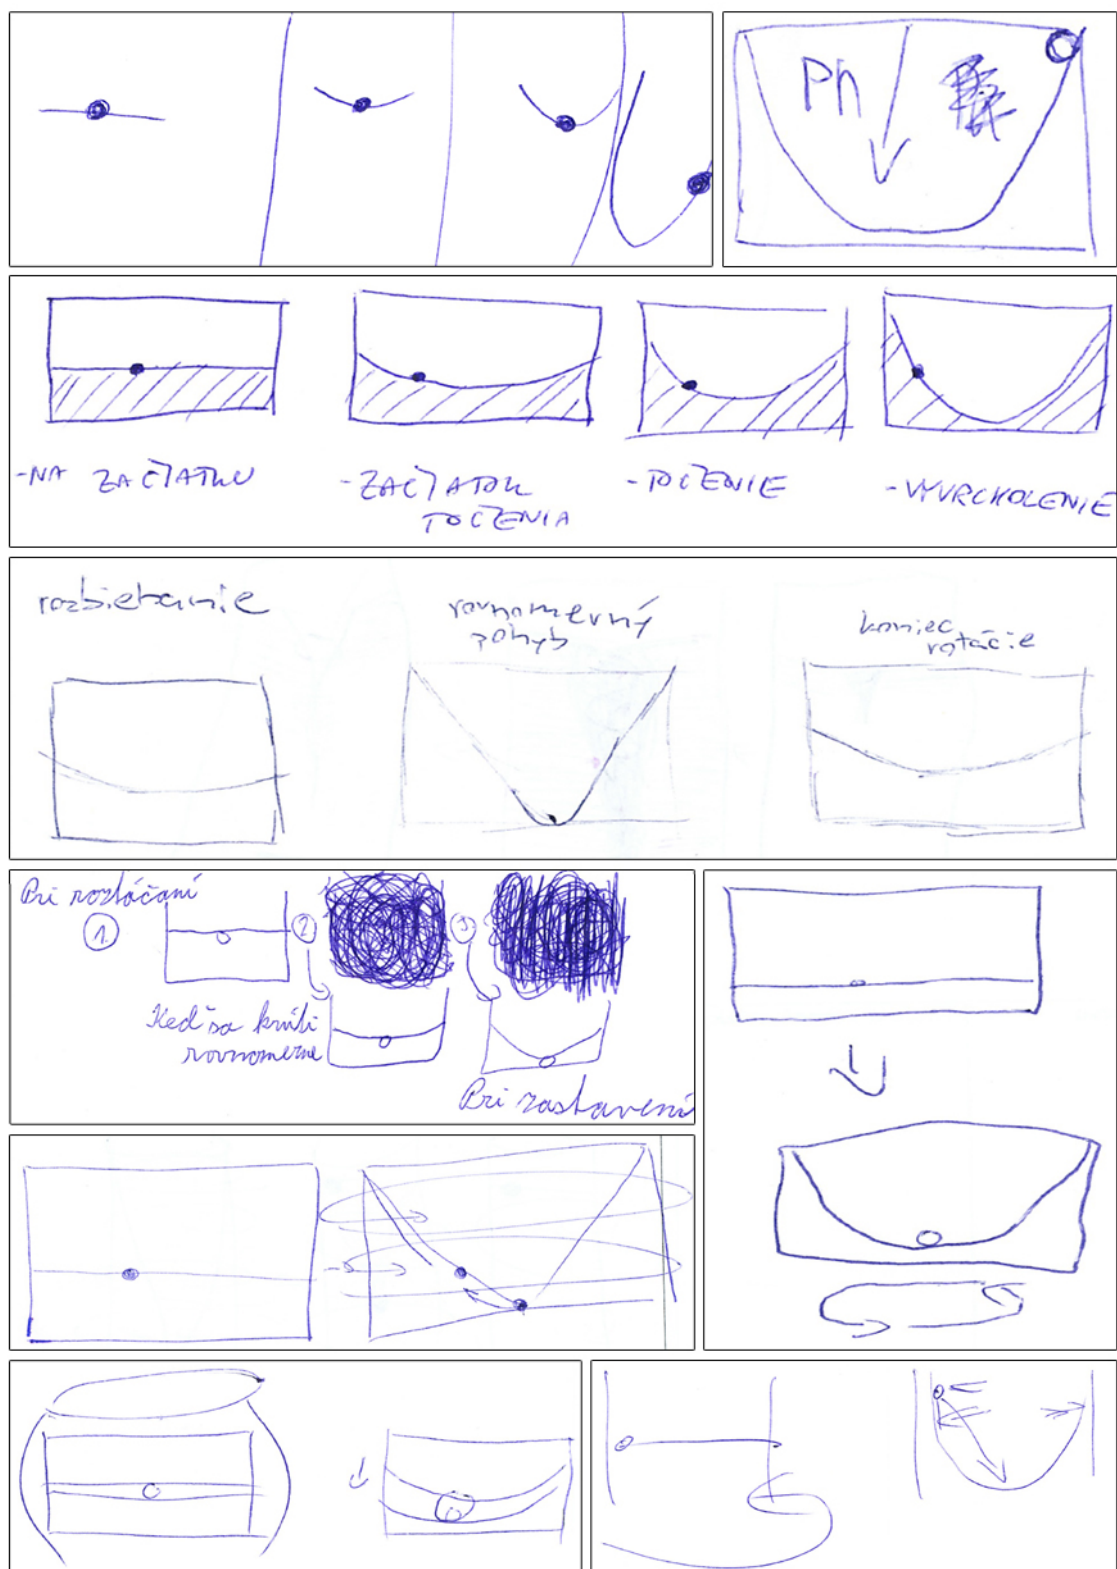 Ph
-NA ZAČIATKU
-ZAČIATOK
TOČENIA
-TOČENIE
-VYVRCHOLENIE
rozbiehanie
rovnomerný
pohyb
koniec
rotácie
Pri roztáčaní
1.
2
3.
Keď sa krúti
rovnomerne
Pri zastavení